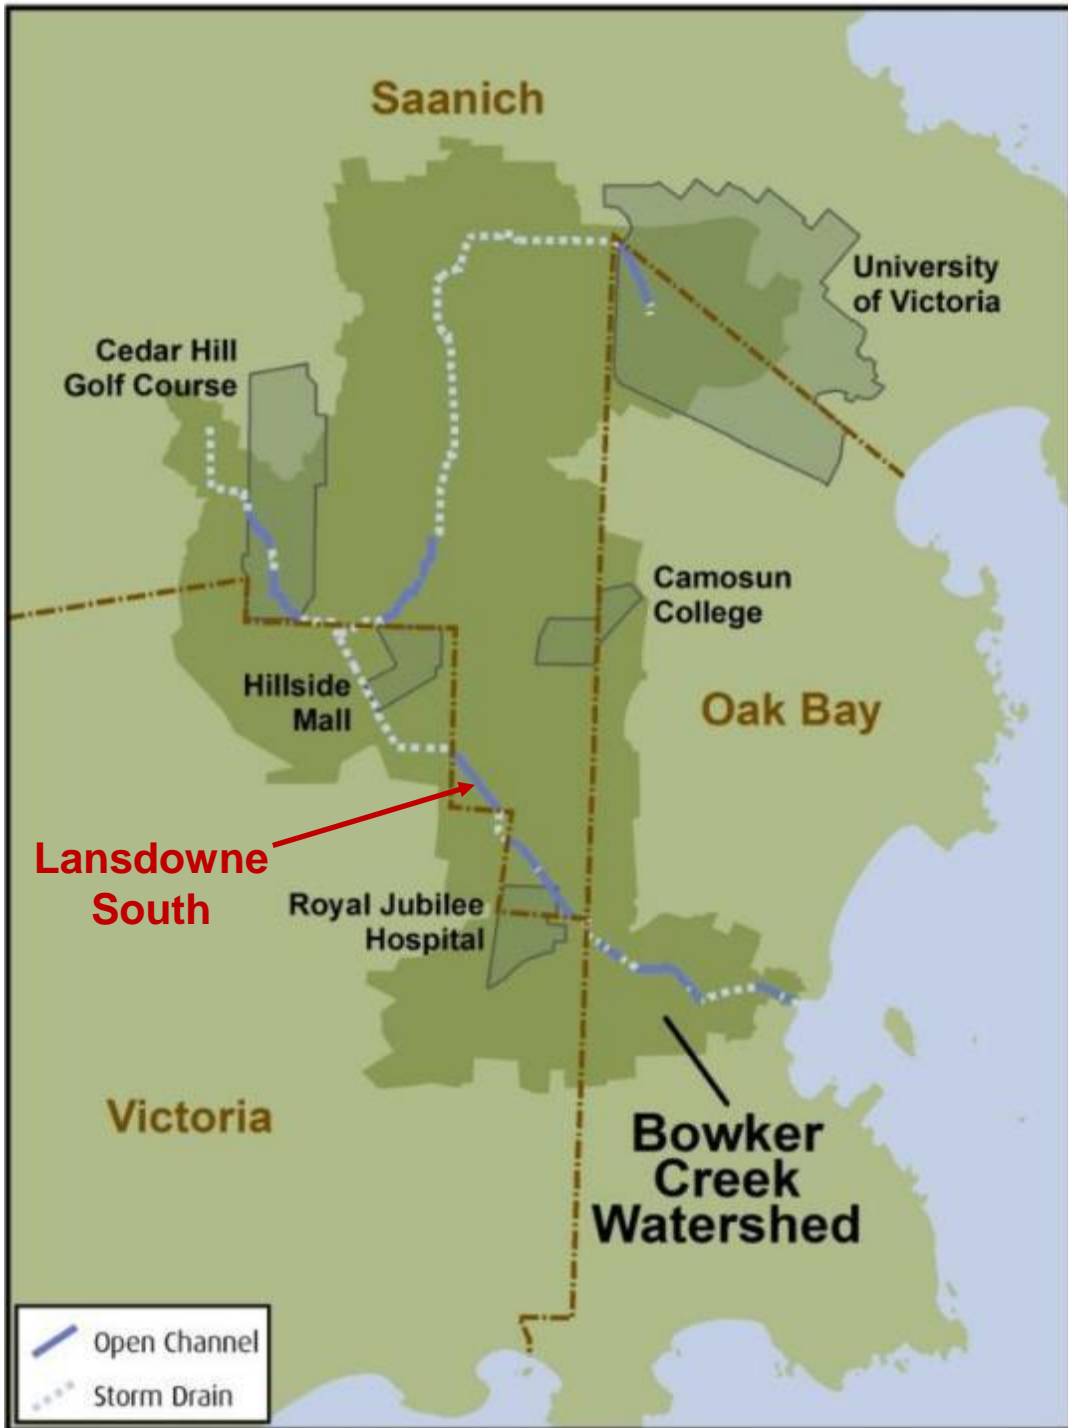 Saanich
University
of Victoria
Cedar Hill
Golf Course
Camosun
College
Hillside
Mall
Oak Bay
Lansdowne
South
Royal Jubilee
Hospital
Victoria
Bowker
Creek
Watershed
Open Channel
Storm Drain